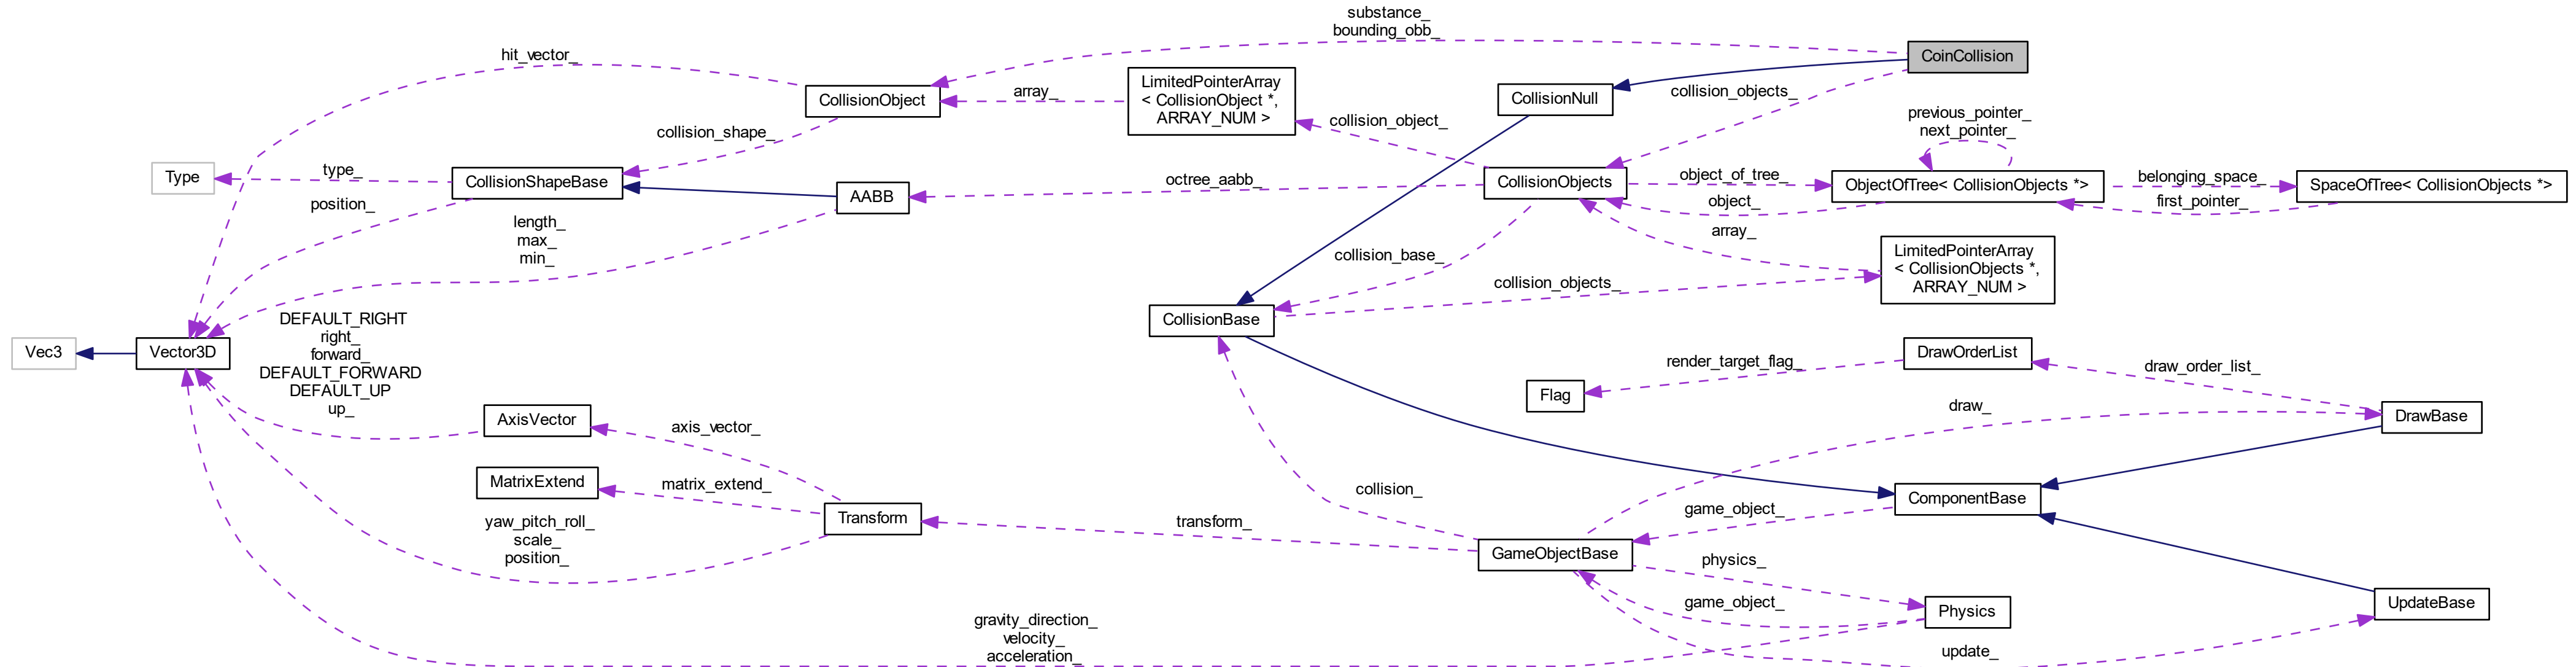 substance_
bounding_obb_
hit_vector_
CoinCollision
LimitedPointerArray
< CollisionObject *,
ARRAY_NUM >
CollisionObject
array_
CollisionNull
collision_objects_
previous_pointer_
next_pointer_
collision_shape_
collision_object_
Type
type_
CollisionShapeBase
octree_aabb_
CollisionObjects
object_of_tree_
ObjectOfTree< CollisionObjects *>
belonging_space_
SpaceOfTree< CollisionObjects *>
position_
AABB
object_
first_pointer_
length_
max_
min_
array_
collision_base_
LimitedPointerArray
< CollisionObjects *,
ARRAY_NUM >
collision_objects_
CollisionBase
Vec3
Vector3D
DEFAULT_RIGHT
right_
forward_
DEFAULT_FORWARD
DEFAULT_UP
up_
render_target_flag_
DrawOrderList
draw_order_list_
Flag
draw_
DrawBase
AxisVector
axis_vector_
MatrixExtend
matrix_extend_
collision_
ComponentBase
yaw_pitch_roll_
scale_
position_
Transform
transform_
game_object_
GameObjectBase
physics_
game_object_
Physics
UpdateBase
gravity_direction_
velocity_
acceleration_
update_